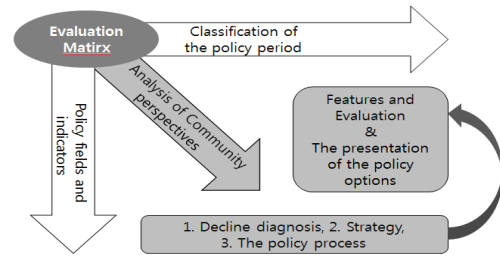 Evaluation
Matirx
Classification of
the policy period
Analysis of Community
perspectives
Policy fields and
indicators
Features and
Evaluation
&
The presentation
of the policy
options
1. Decline diagnosis, 2. Strategy,
3. The policy process